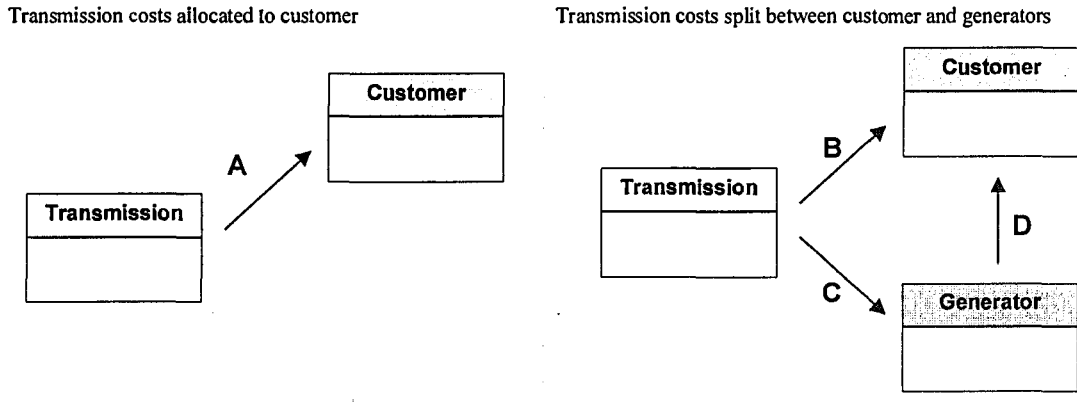 Transmission costs allocated to customer
Customer
A
Transmission
Transmission costs split between customer and generators
Customer
B
Transmission
D
C
Generator